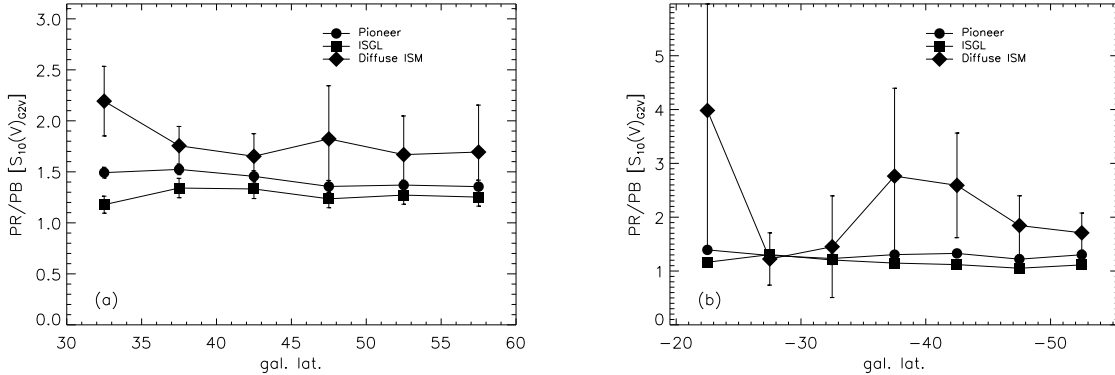 3.0
2.5
2.0
1.5
1.0
0.5
0.0
PR/PB [S10(V)G2V]
Pioneer
ISGL
Diffuse ISM
(a)
30 35 40 45 50 55 60
gal. lat.
5
4
3
2
1
0
PR/PB [S10(V)G2V]
Pioneer
ISGL
Diffuse ISM
(b)
−20 −30 −40 −50
gal. lat.